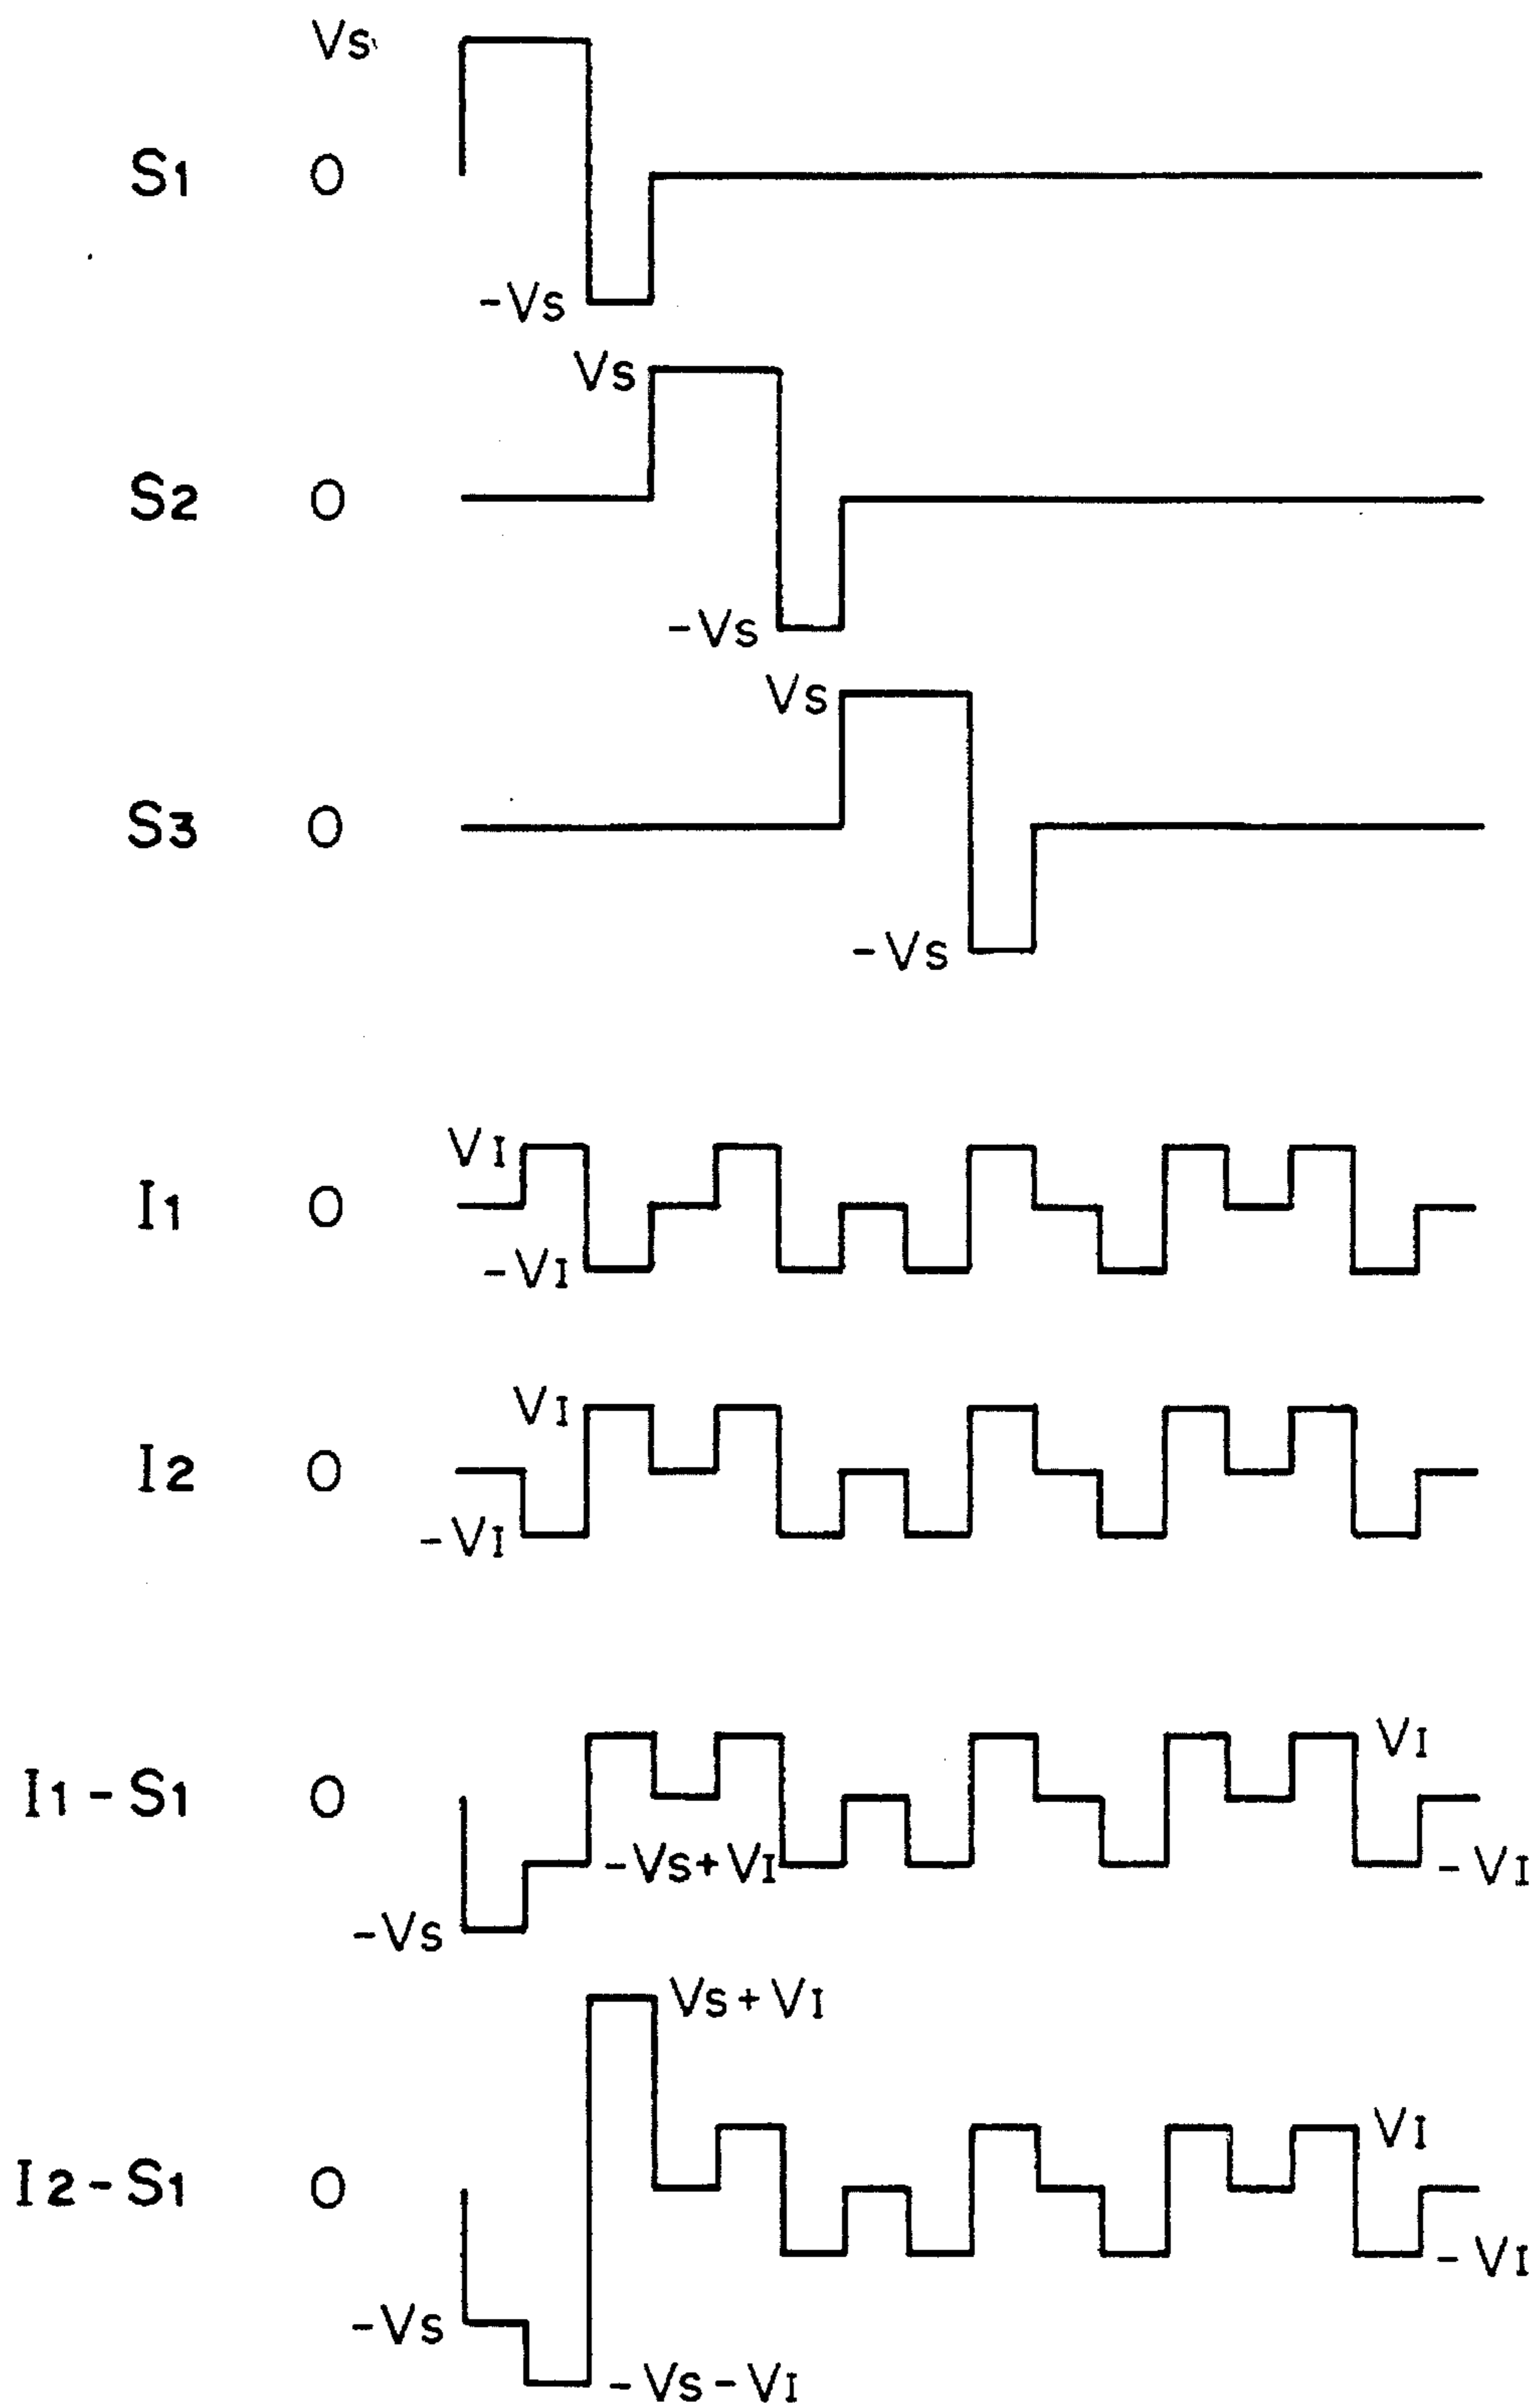 Vs
S1 0
-Vs
Vs
S2 0
-Vs
Vs
S3 0
-Vs
VI
I1 0
-VI
VI
I2 0
-VI
I1-S1 0 VI
-Vs+VI -VI
-Vs
Vs+VI
VI
I2-S1 0
-VI
-Vs
-Vs-VI